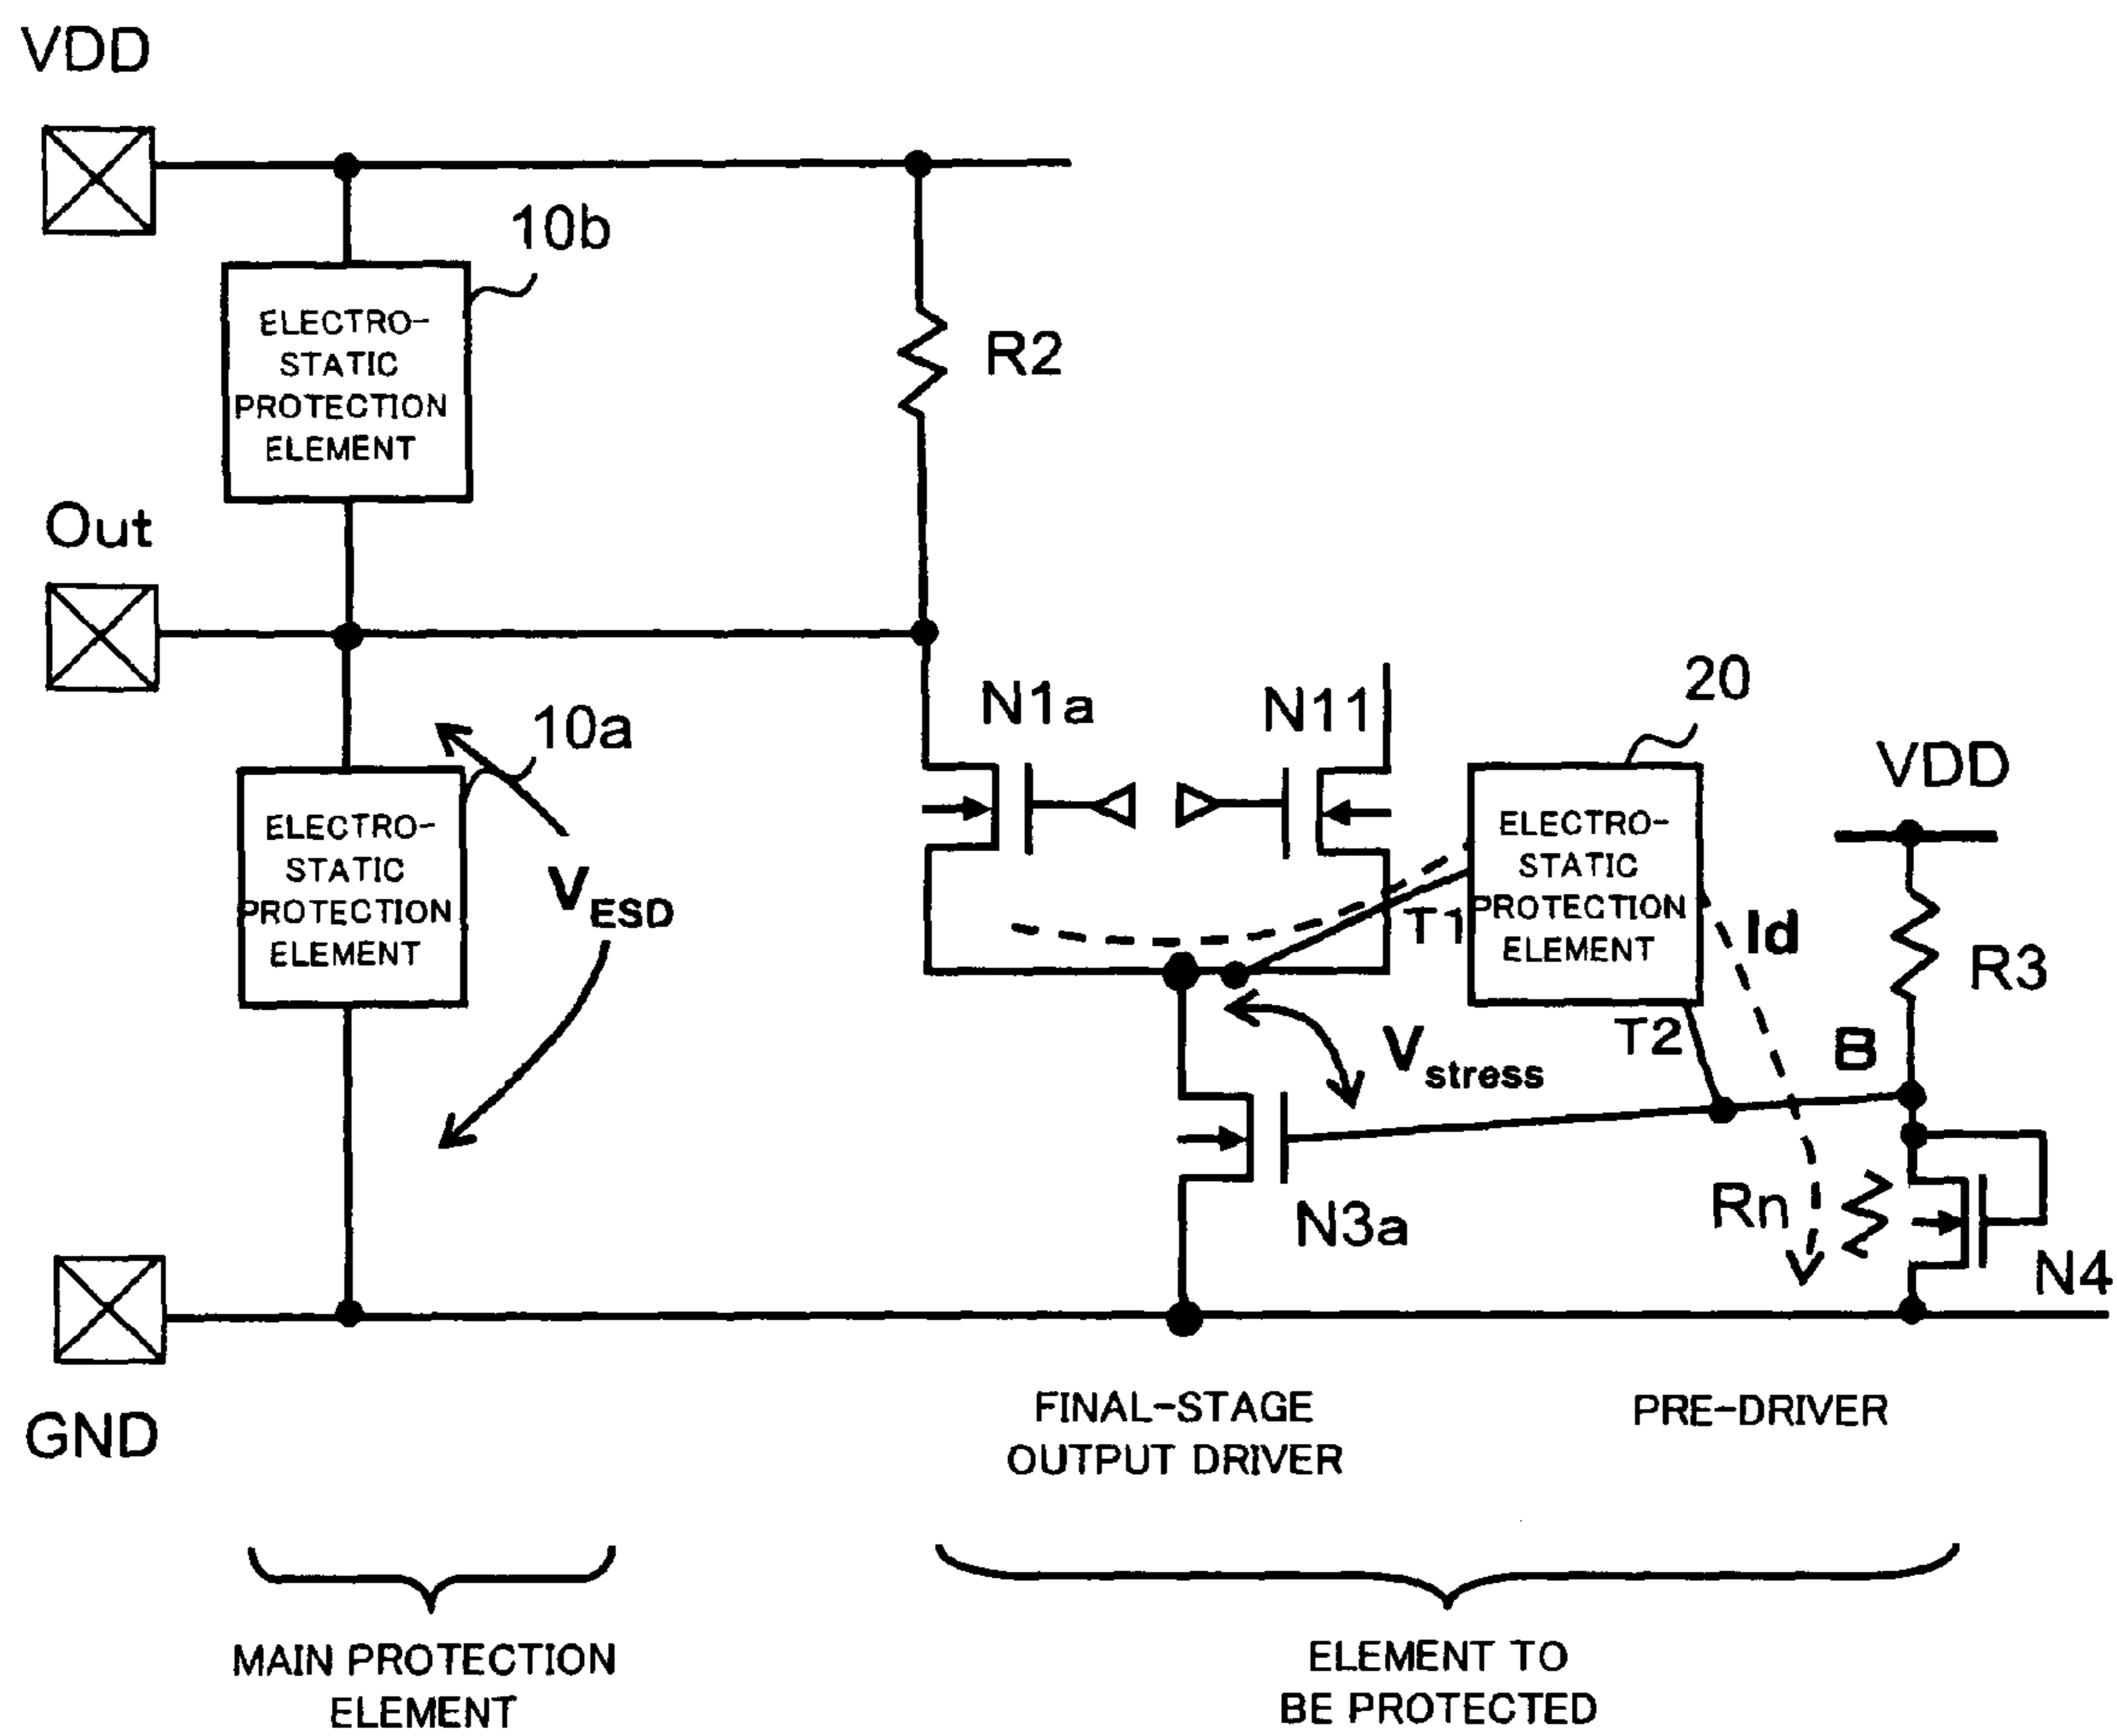 VDD
10b
ELECTRO-
STATIC
PROTECTION
ELEMENT
R2
Out
N1a
N11
20
10a
VDD
ELECTRO-
STATIC
PROTECTION
ELEMENT
VESD
ELECTRO-
STATIC
PROTECTION
ELEMENT
T1
Id
R3
T2
B
Vstress
Rn
N3a
N4
GND
FINAL-STAGE
OUTPUT DRIVER
PRE-DRIVER
MAIN PROTECTION
ELEMENT
ELEMENT TO
BE PROTECTED